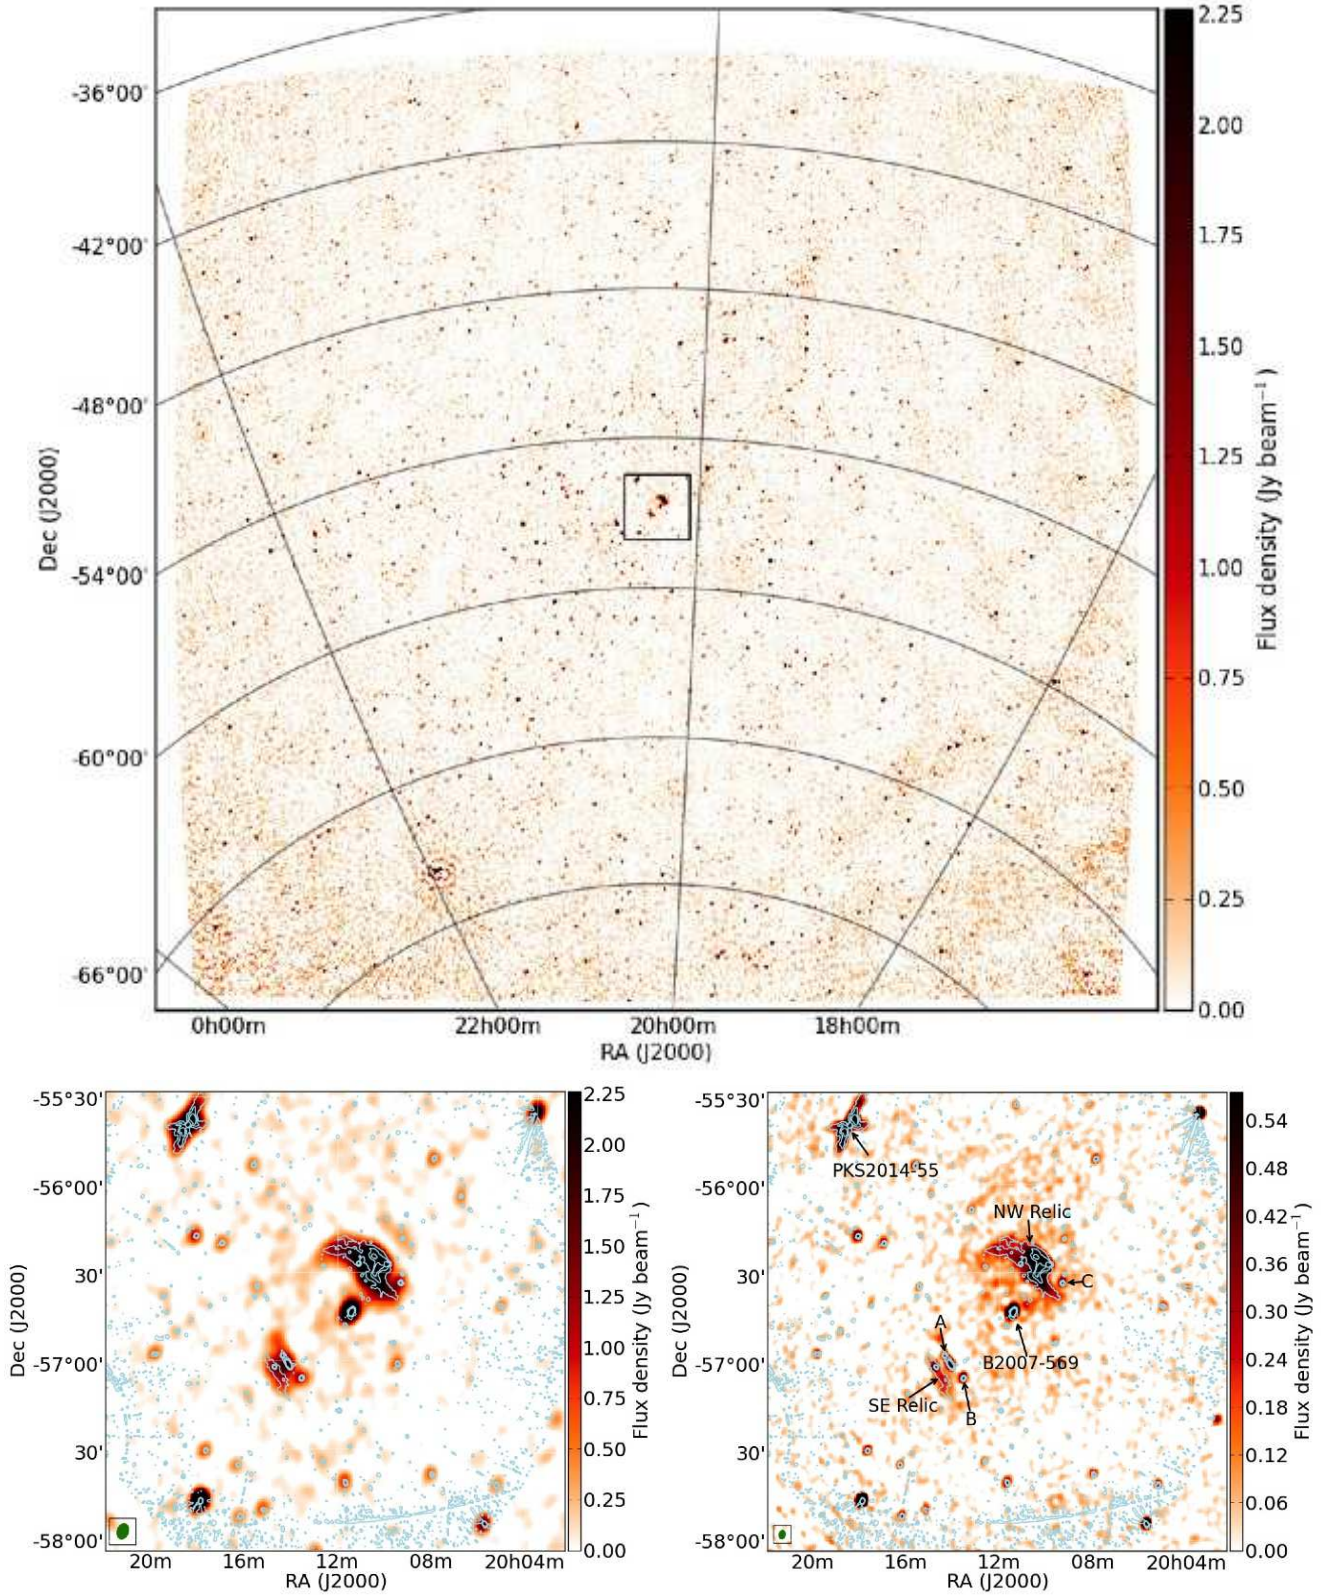 2.25
-36°00'
2.00
-42°00'
1.75
1.50
-48°00'
1.25
Dec (J2000)
Flux density (Jy beam⁻¹)
-54°00'
1.00
0.75
-60°00'
0.50
0.25
-66°00'
0.00
0h00m 22h00m 20h00m 18h00m
RA (J2000)
-55°30'
-56°00'
30'
-57°00'
30'
-58°00'
Dec (J2000)
20m 16m 12m 08m 20h04m
RA (J2000)
2.25
2.00
1.75
1.50
1.25
1.00
0.75
0.50
0.25
0.00
Flux density (Jy beam⁻¹)
-55°30'
-56°00'
30'
-57°00'
30'
-58°00'
Dec (J2000)
PKS2014-55
NW Relic
C
A
B2007-569
SE Relic
B
20m 16m 12m 08m 20h04m
RA (J2000)
0.54
0.48
0.42
0.36
0.30
0.24
0.18
0.12
0.06
0.00
Flux density (Jy beam⁻¹)